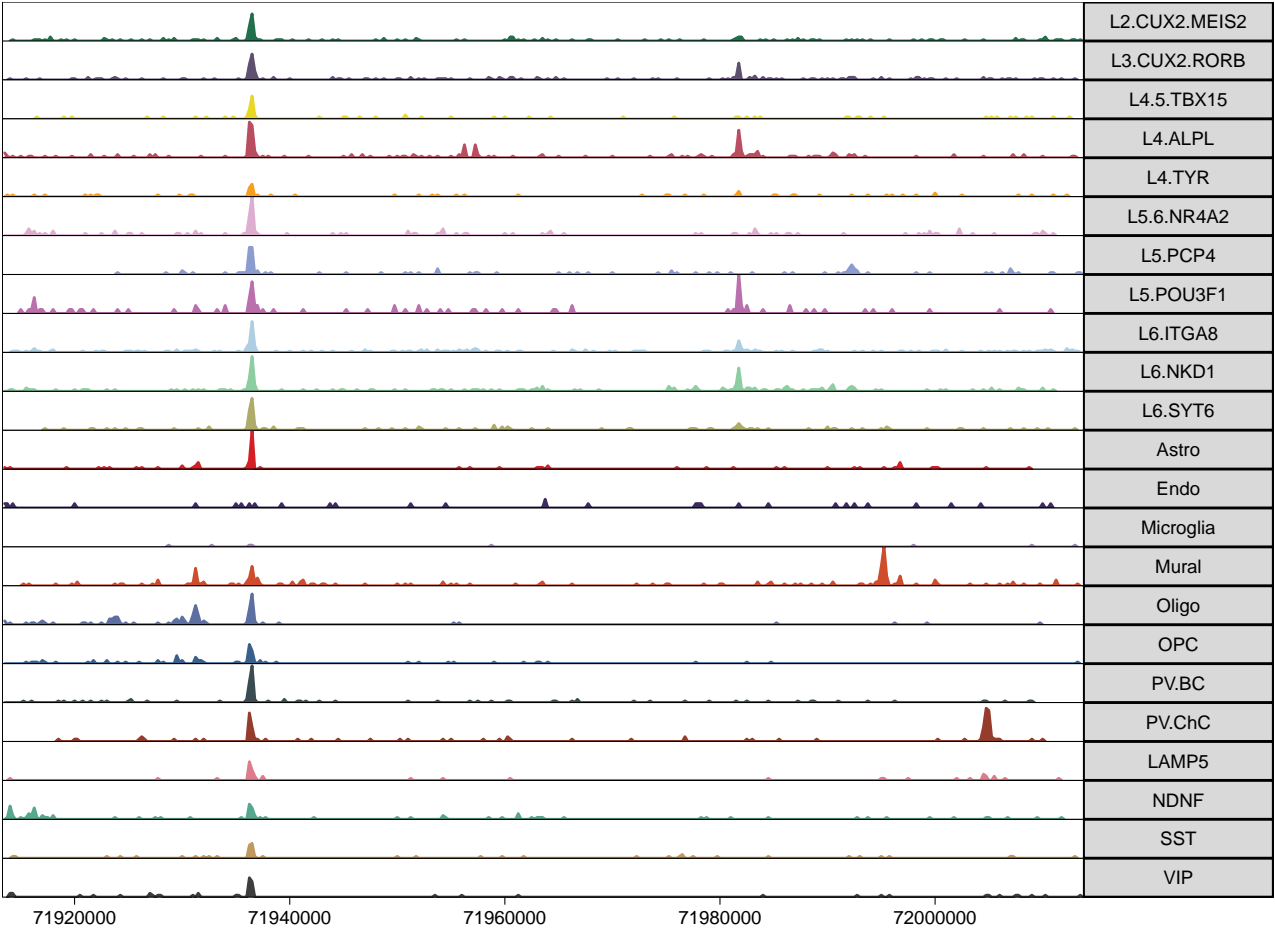 L2.CUX2.MEIS2
L3.CUX2.RORB
L4.5.TBX15
L4.ALPL
L4.TYR
L5.6.NR4A2
L5.PCP4
L5.POU3F1
L6.ITGA8
L6.NKD1
L6.SYT6
Astro
Endo
Microglia
Mural
Oligo
OPC
PV.BC
PV.ChC
LAMP5
NDNF
SST
VIP
71920000 71940000 71960000 71980000 72000000